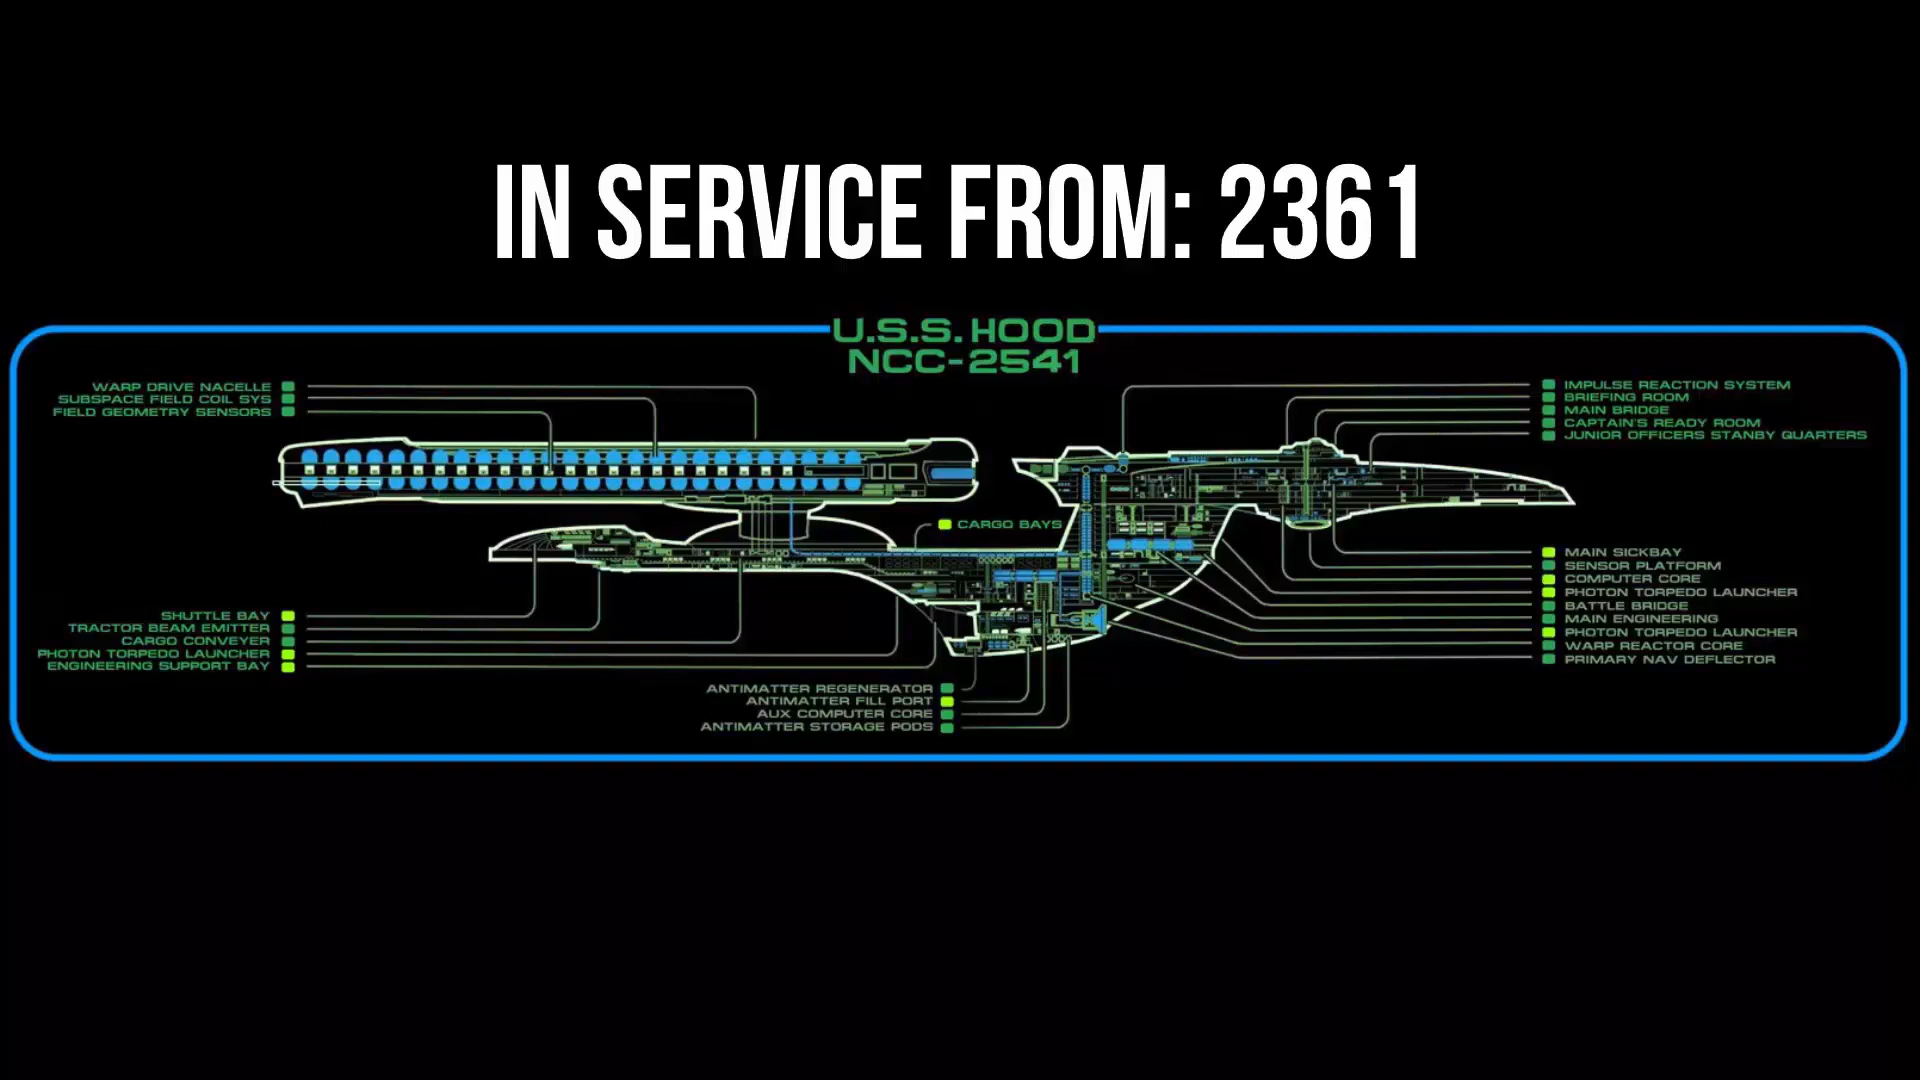 IN SERVICE FROM: 2361
U.S.S. HOOD
NCC-2541
WARP DRIVE NACELLE
SUBSPACE FIELD COIL SYS
FIELD GEOMETRY SENSORS
IMPULSE REACTION SYSTEM
BRIEFING ROOM
MAIN BRIDGE
CAPTAIN'S READY ROOM
JUNIOR OFFICERS STANBY QUARTERS
CARGO BAYS
MAIN SICKBAY
SENSOR PLATFORM
COMPUTER CORE
PHOTON TORPEDO LAUNCHER
BATTLE BRIDGE
MAIN ENGINEERING
PHOTON TORPEDO LAUNCHER
WARP REACTOR CORE
PRIMARY NAV DEFLECTOR
SHUTTLE BAY
TRACTOR BEAM EMITTER
CARGO CONVEYER
PHOTON TORPEDO LAUNCHER
ENGINEERING SUPPORT BAY
ANTIMATTER REGENERATOR
ANTIMATTER FILL PORT
AUX COMPUTER CORE
ANTIMATTER STORAGE PODS